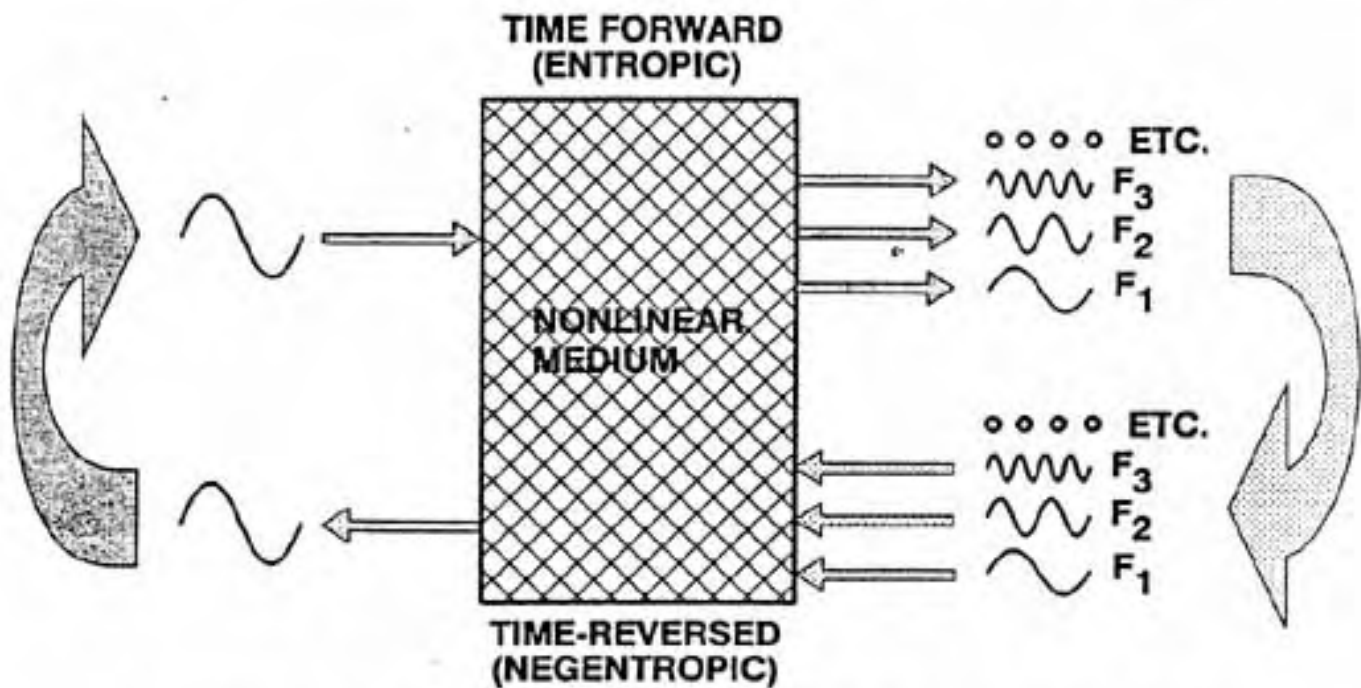 TIME FORWARD
(ENTROPIC)
ETC.
F3
F2
F1
NONLINEAR
MEDIUM
ETC.
F3
F2
F1
TIME-REVERSED
(NEGENTROPIC)